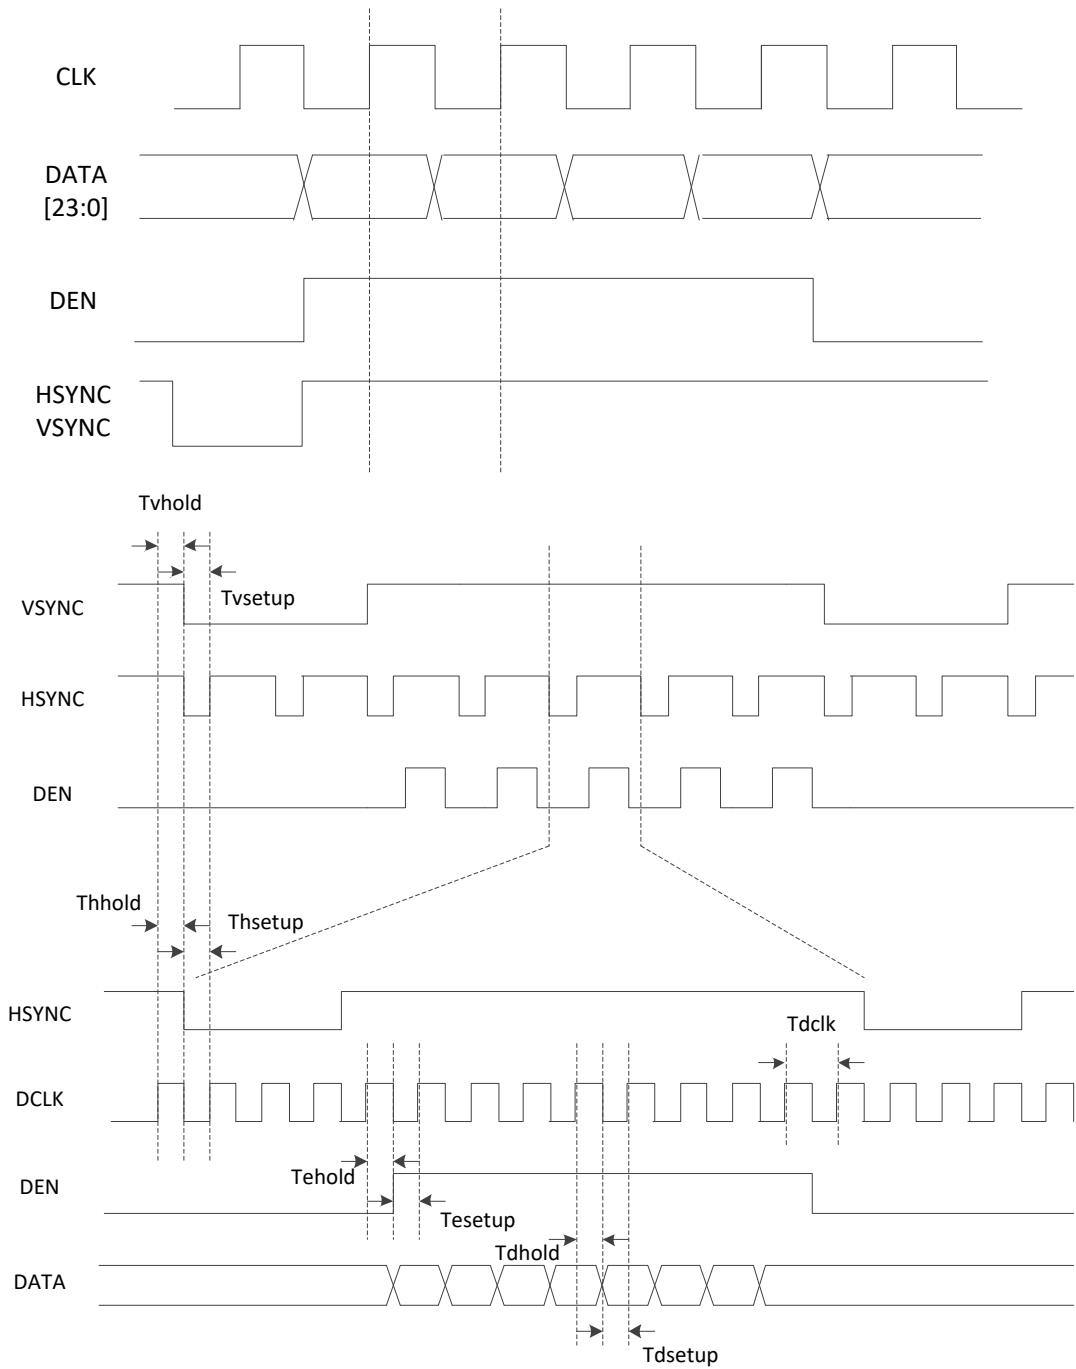 CLK
DATA
[23:0]
DEN
HSYNC
VSYNC
Tvhold
Tvsetup
VSYNC
HSYNC
DEN
Thhold
Thsetup
HSYNC
Tdclk
DCLK
Tehold
DEN
Tesetup
Tdhold
DATA
Tdsetup